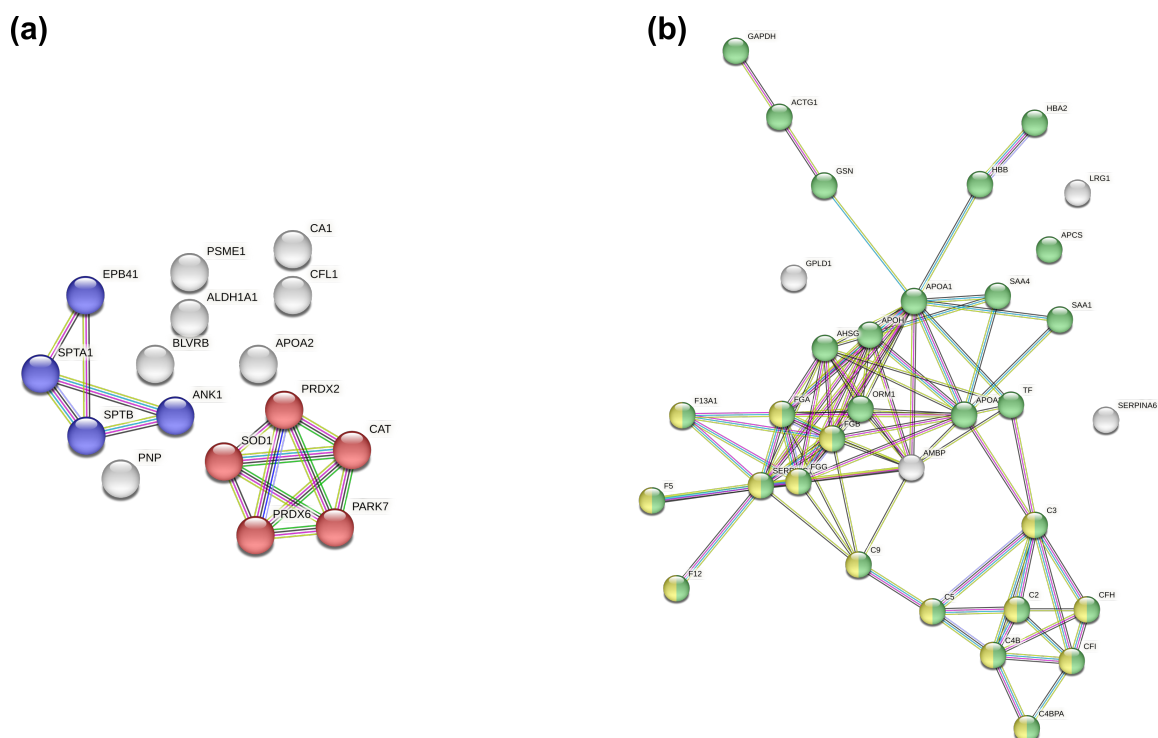 (a)
(b)
CA1
PSME1
CFL1
EPB41
ALDH1A1
BLVRB
APOA2
SPTA1
PRDX2
ANK1
SPTB
CAT
SOD1
PNP
PARK7
PRDX6
GAPDH
ACTG1
HBA2
GSN
HBB
LRG1
APCS
GPLD1
APOA1
SAA4
SAA1
APOH
AHSG
ORM1
TF
F13A1
FGA
SERPINA6
FGB
AMBP
FGG
F5
C3
C9
F12
C5
C2
CFH
C4B
CFI
C4BPA